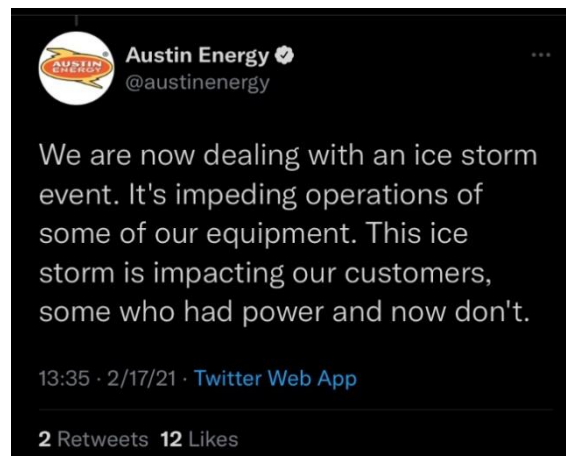 AUSTIN
ENERGY
Austin Energy
@austinenergy
We are now dealing with an ice storm
event. It's impeding operations of
some of our equipment. This ice
storm is impacting our customers,
some who had power and now don't.
13:35 · 2/17/21 · Twitter Web App
2 Retweets 12 Likes